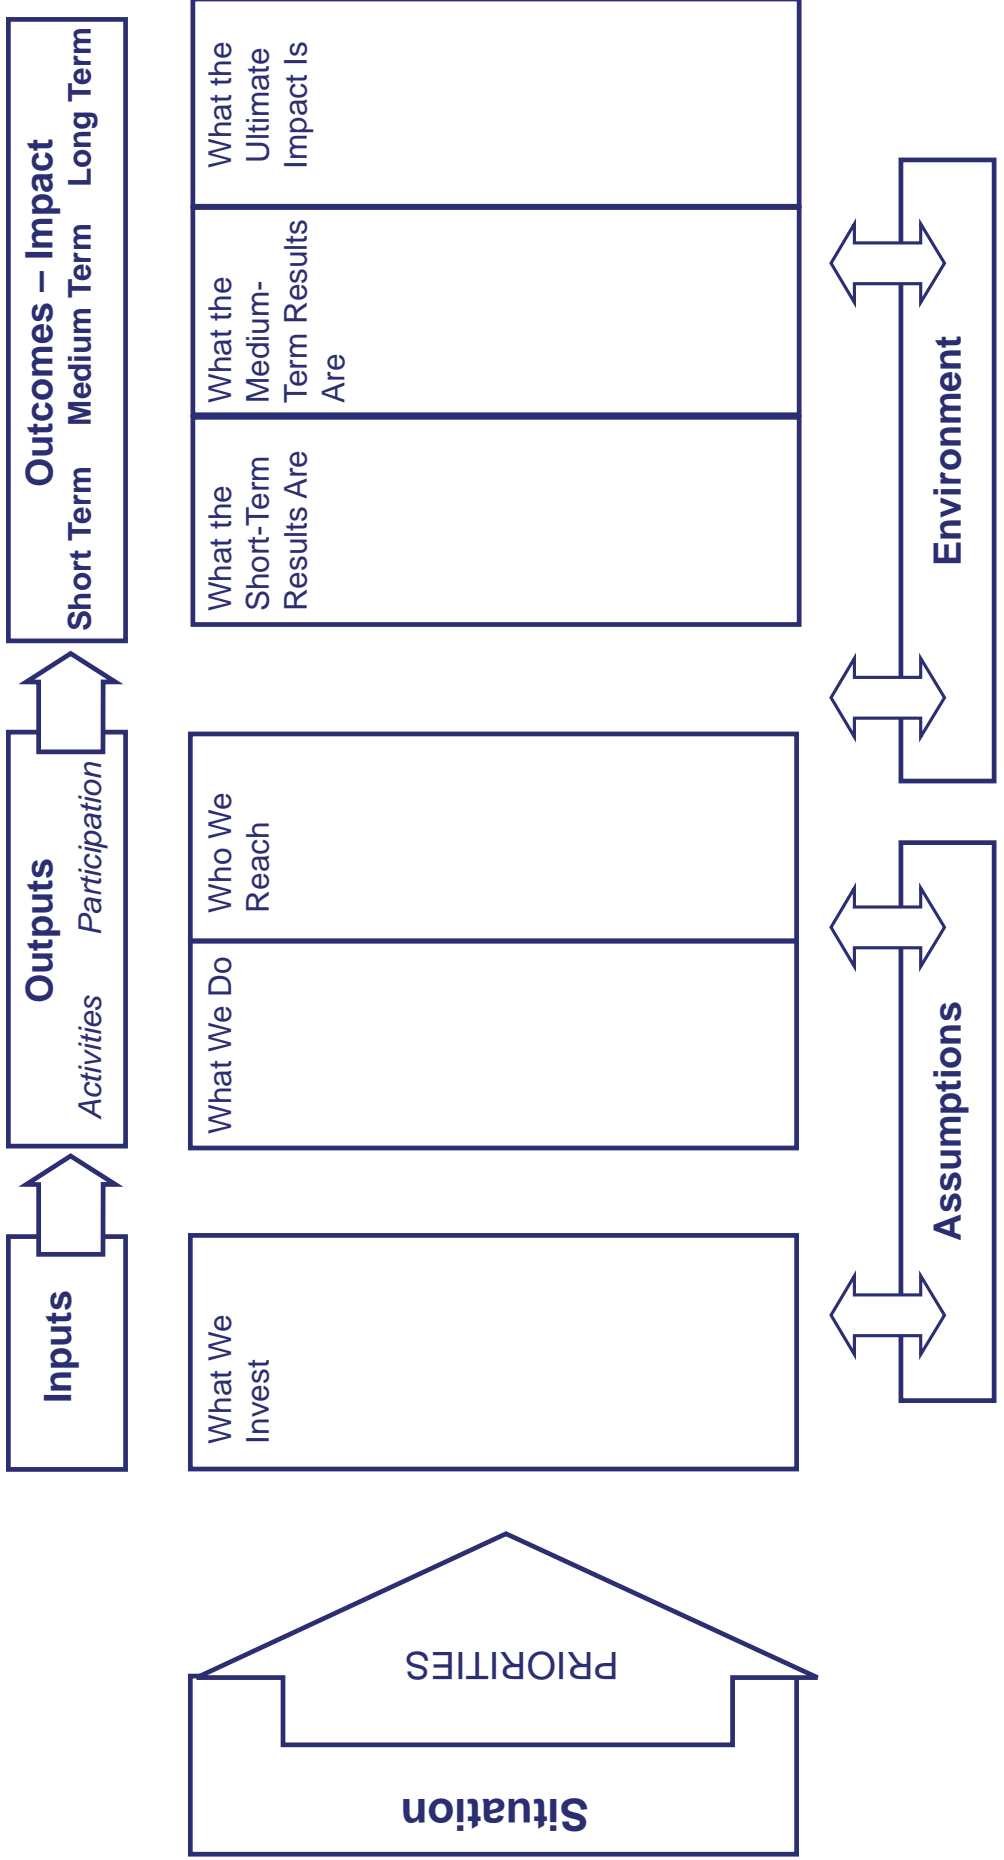 Situation
PRIORITIES
Inputs
Outputs
Activities Participation
Outcomes – Impact
Short Term Medium Term Long Term
What We
Invest
What We Do
Who We
Reach
What the
Short-Term
Results Are
What the
Medium-
Term Results
Are
What the
Ultimate
Impact Is
Assumptions
Environment